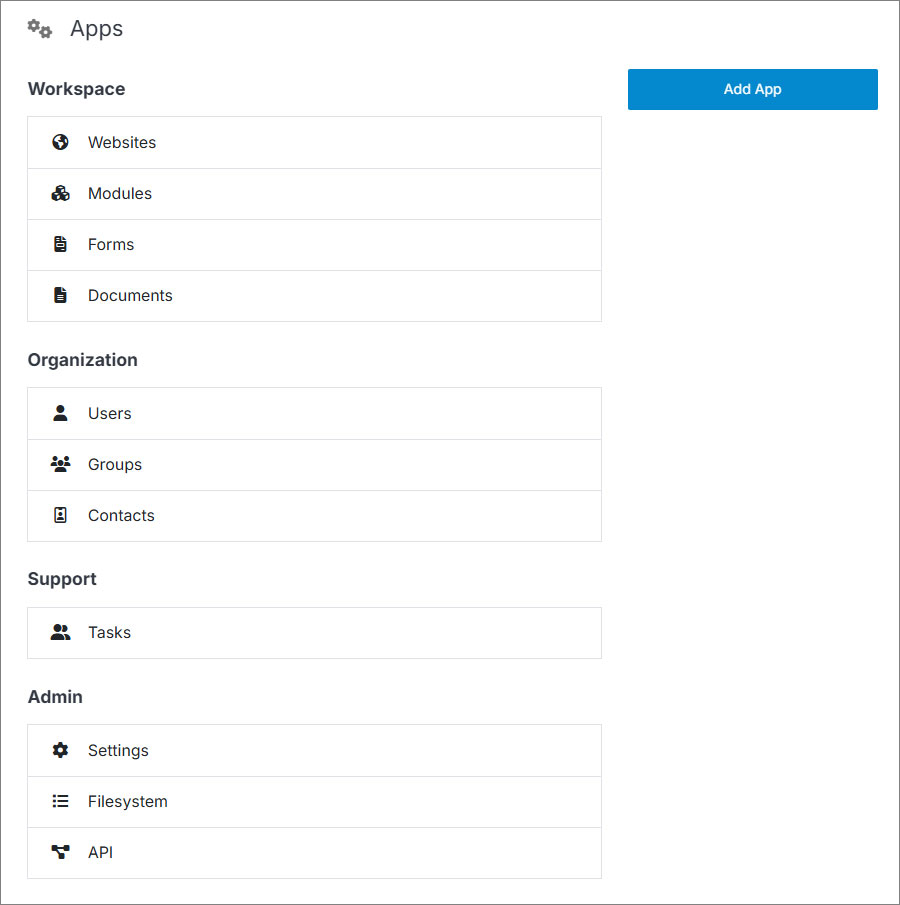 Apps
Workspace
Add App
Websites
Modules
Forms
Documents
Organization
Users
Groups
Contacts
Support
Tasks
Admin
Settings
Filesystem
API